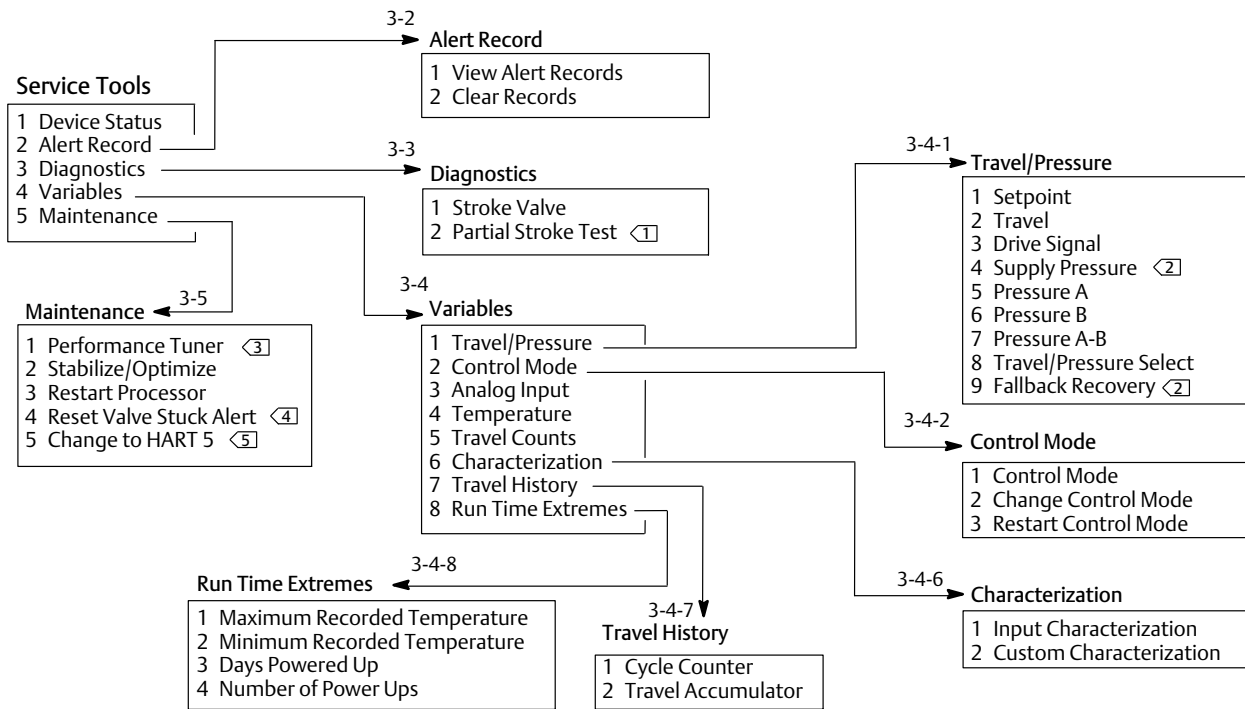 Service Tools
1 Device Status
2 Alert Record
3 Diagnostics
4 Variables
5 Maintenance
3-2
Alert Record
1 View Alert Records
2 Clear Records
3-3
Diagnostics
1 Stroke Valve
2 Partial Stroke Test 1
3-5
Maintenance
1 Performance Tuner 3
2 Stabilize/Optimize
3 Restart Processor
4 Reset Valve Stuck Alert 4
5 Change to HART 5 5
3-4
Variables
1 Travel/Pressure
2 Control Mode
3 Analog Input
4 Temperature
5 Travel Counts
6 Characterization
7 Travel History
8 Run Time Extremes
3-4-1
Travel/Pressure
1 Setpoint
2 Travel
3 Drive Signal
4 Supply Pressure 2
5 Pressure A
6 Pressure B
7 Pressure A-B
8 Travel/Pressure Select
9 Fallback Recovery 2
3-4-2
Control Mode
1 Control Mode
2 Change Control Mode
3 Restart Control Mode
3-4-8
Run Time Extremes
1 Maximum Recorded Temperature
2 Minimum Recorded Temperature
3 Days Powered Up
4 Number of Power Ups
3-4-7
Travel History
1 Cycle Counter
2 Travel Accumulator
3-4-6
Characterization
1 Input Characterization
2 Custom Characterization